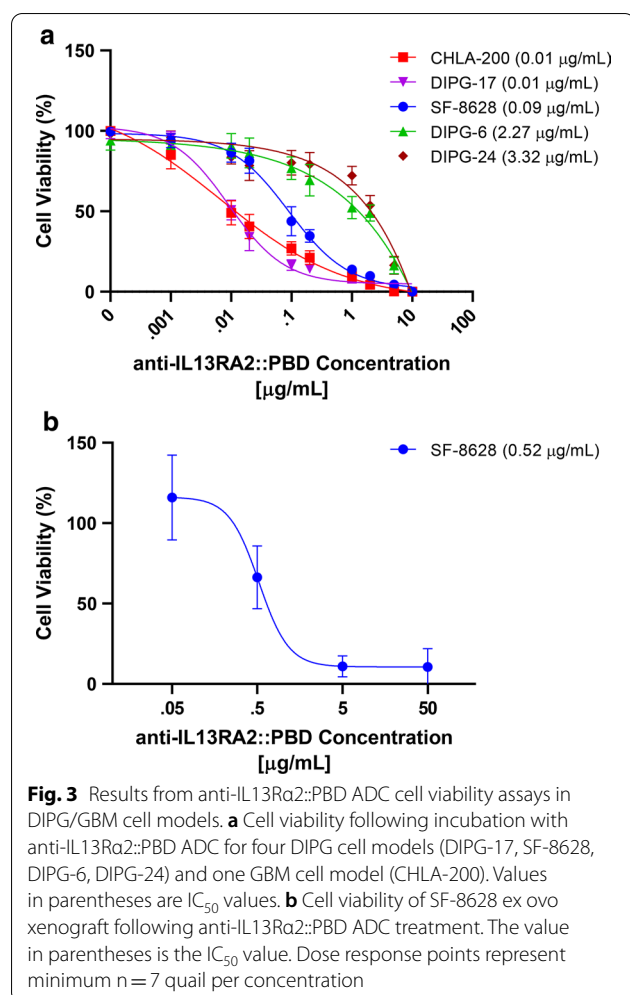 a
150
100
50
0
Cell Viability (%)
CHLA-200 (0.01 μg/mL)
DIPG-17 (0.01 μg/mL)
SF-8628 (0.09 μg/mL)
DIPG-6 (2.27 μg/mL)
DIPG-24 (3.32 μg/mL)
0 .001 .01 .1 1 10 100
anti-IL13RA2::PBD Concentration
[μg/mL]
b
150
100
50
0
Cell Viability (%)
SF-8628 (0.52 μg/mL)
.05 .5 5 50
anti-IL13RA2::PBD Concentration
[μg/mL]
Fig. 3 Results from anti-IL13Rα2::PBD ADC cell viability assays in
DIPG/GBM cell models. a Cell viability following incubation with
anti-IL13Rα2::PBD ADC for four DIPG cell models (DIPG-17, SF-8628,
DIPG-6, DIPG-24) and one GBM cell model (CHLA-200). Values
in parentheses are IC50 values. b Cell viability of SF-8628 ex ovo
xenograft following anti-IL13Rα2::PBD ADC treatment. The value
in parentheses is the IC50 value. Dose response points represent
minimum n = 7 quail per concentration